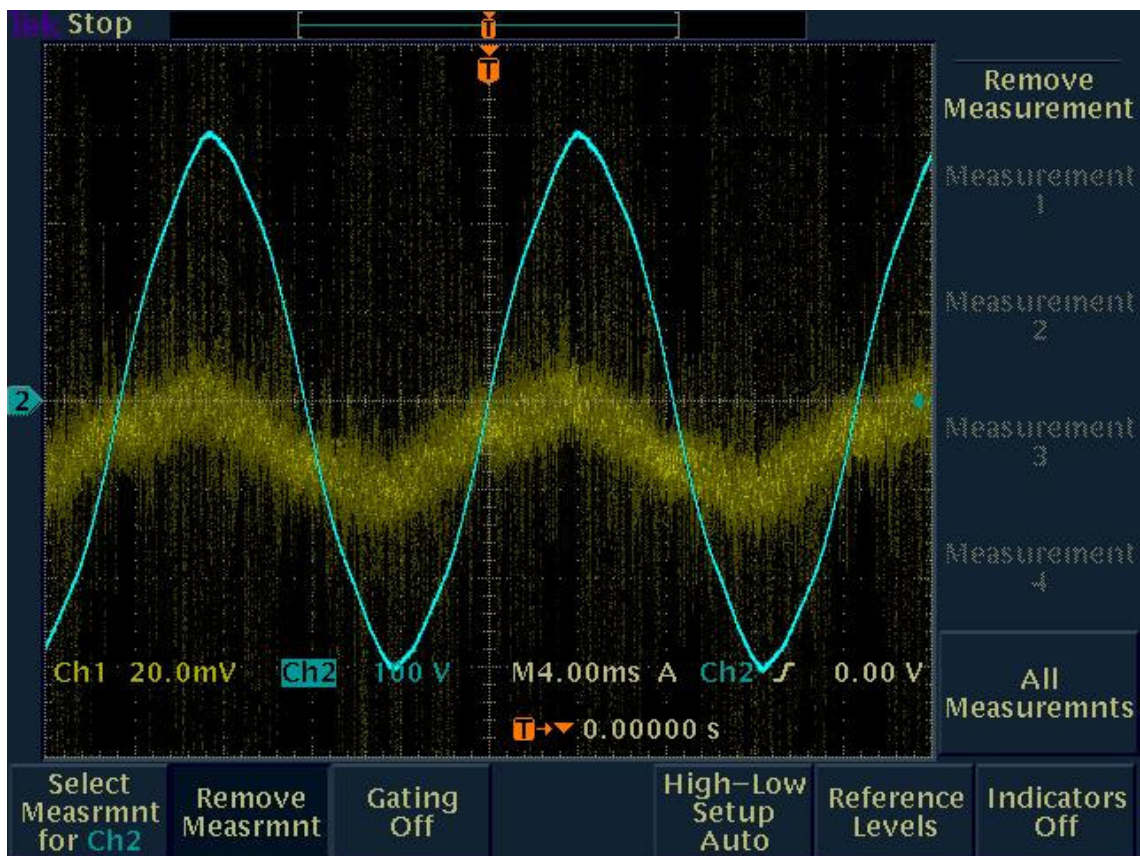 Tek Stop
T
T
Remove
Measurement
Measurement
1
Measurement
2
2
Measurement
3
Measurement
4
Ch1 20.0mV Ch2 100 V M4.00ms A Ch2 0.00 V
T 0.00000 s
All
Measuremnts
Select
Measrmnt
for Ch2
Remove
Measrmnt
Gating
Off
High-Low
Setup
Auto
Reference
Levels
Indicators
Off